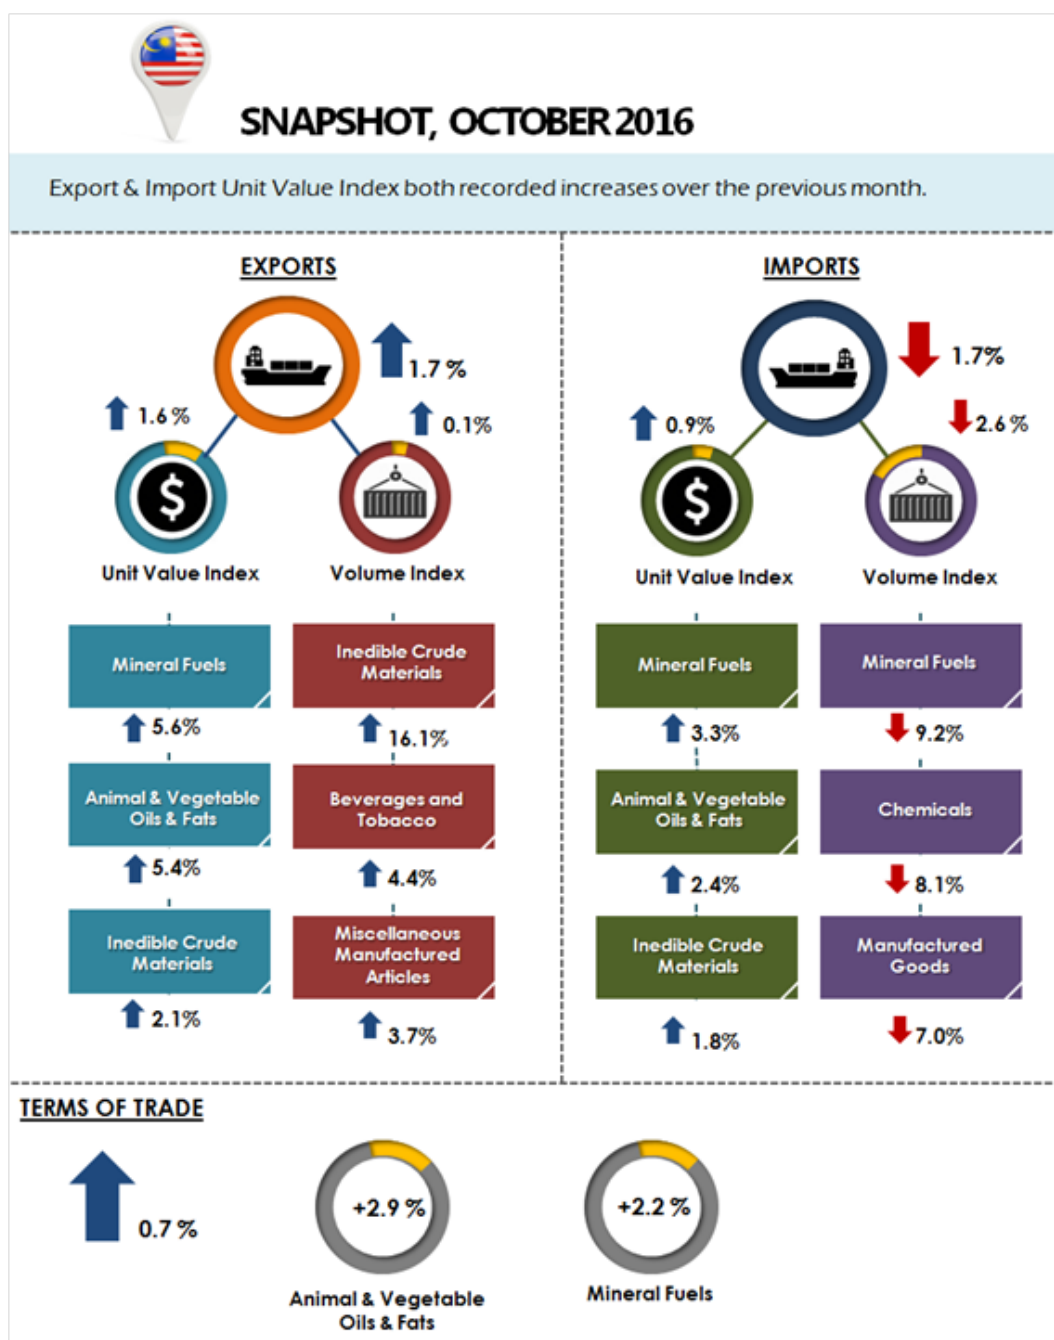 SNAPSHOT, OCTOBER 2016
Export & Import Unit Value Index both recorded increases over the previous month.
EXPORTS
1.7 %
1.6 %
0.1%
$
Unit Value Index
Volume Index
Mineral Fuels
5.6%
Animal & Vegetable
Oils & Fats
5.4%
Inedible Crude
Materials
2.1%
Inedible Crude
Materials
16.1%
Beverages and
Tobacco
4.4%
Miscellaneous
Manufactured
Articles
3.7%
IMPORTS
1.7%
0.9%
2.6 %
$
Unit Value Index
Volume Index
Mineral Fuels
3.3%
Animal & Vegetable
Oils & Fats
2.4%
Inedible Crude
Materials
1.8%
Mineral Fuels
9.2%
Chemicals
8.1%
Manufactured
Goods
7.0%
TERMS OF TRADE
0.7 %
+2.9 %
Animal & Vegetable
Oils & Fats
+2.2 %
Mineral Fuels